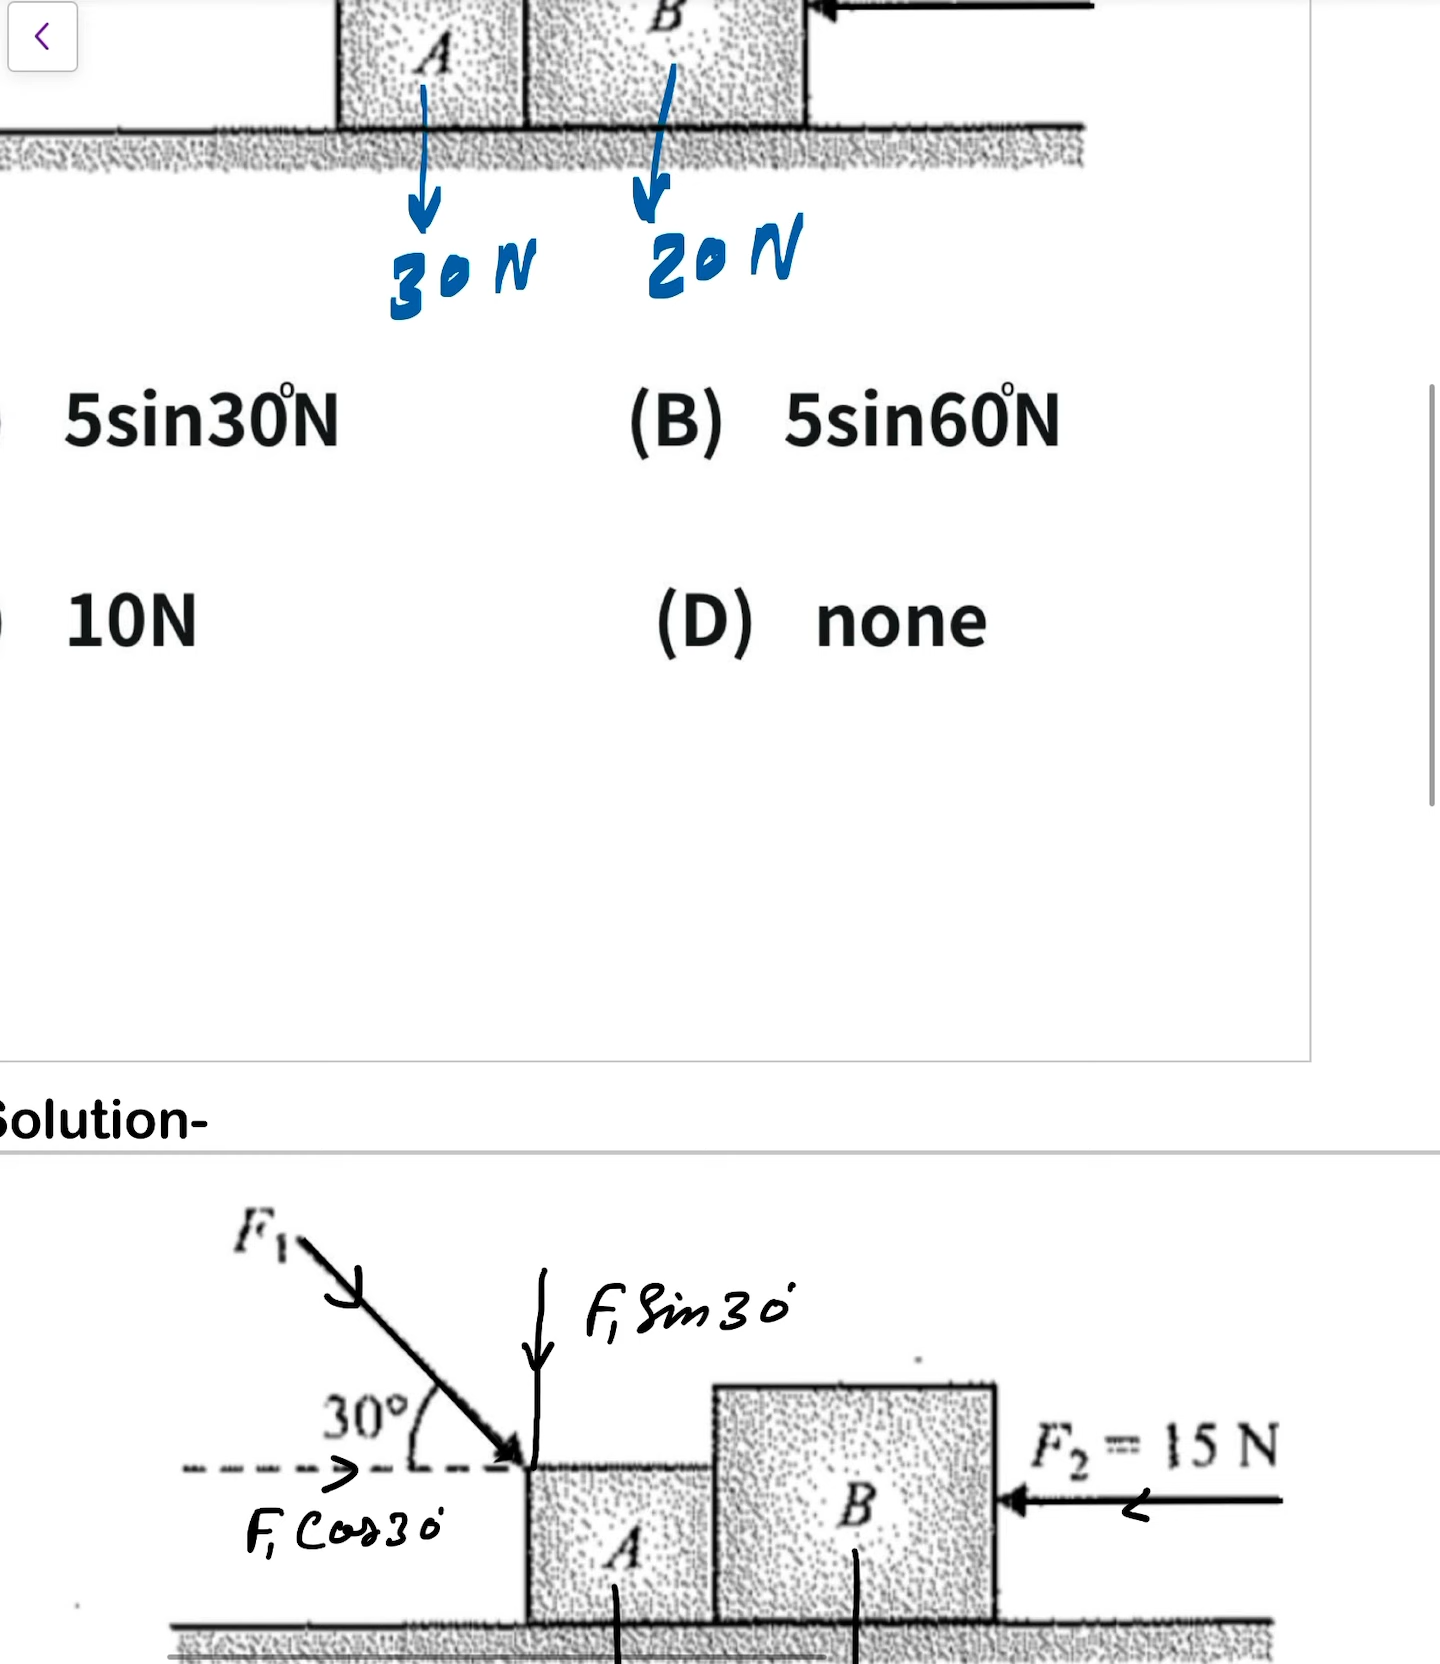 A B
30 N 20 N
5sin30°N (B) 5sin60°N
10N (D) none
Solution-
F₁
F₁ Sin30°
30°
F₂ = 15 N
F₁ Cos30°
A B